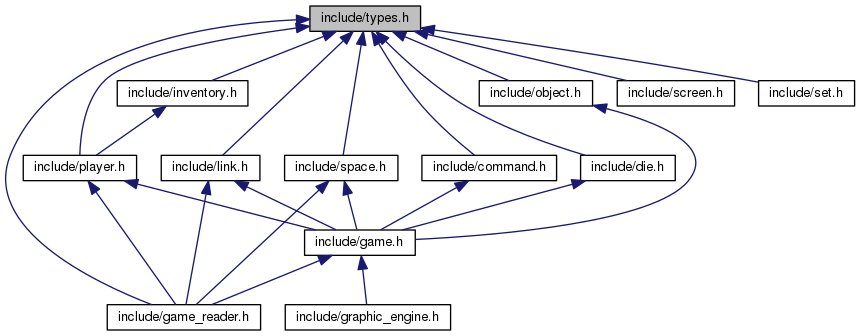 include/types.h
include/inventory.h
include/object.h
include/screen.h
include/set.h
include/player.h
include/link.h
include/space.h
include/command.h
include/die.h
include/game.h
include/game_reader.h
include/graphic_engine.h